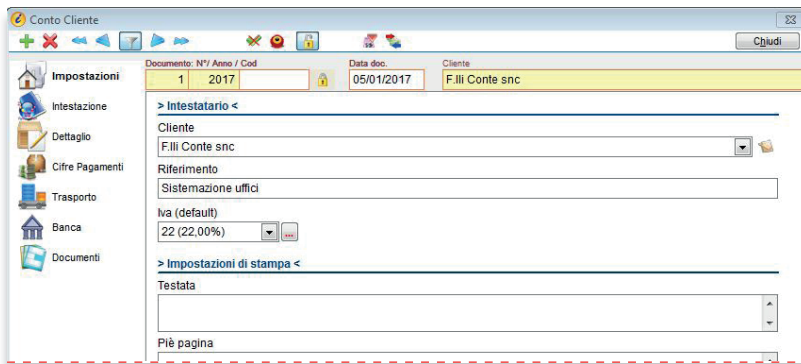 Conto Cliente
Chiudi
Documento: N°/ Anno / Cod
Data doc.
Cliente
1 2017
05/01/2017
F.lli Conte snc
Impostazioni
Intestazione
Dettaglio
Cifre Pagamenti
Trasporto
Banca
Documenti
> Intestatario <
Cliente
F.lli Conte snc
Riferimento
Sistemazione uffici
Iva (default)
22 (22,00%)
...
> Impostazioni di stampa <
Testata
Piè pagina